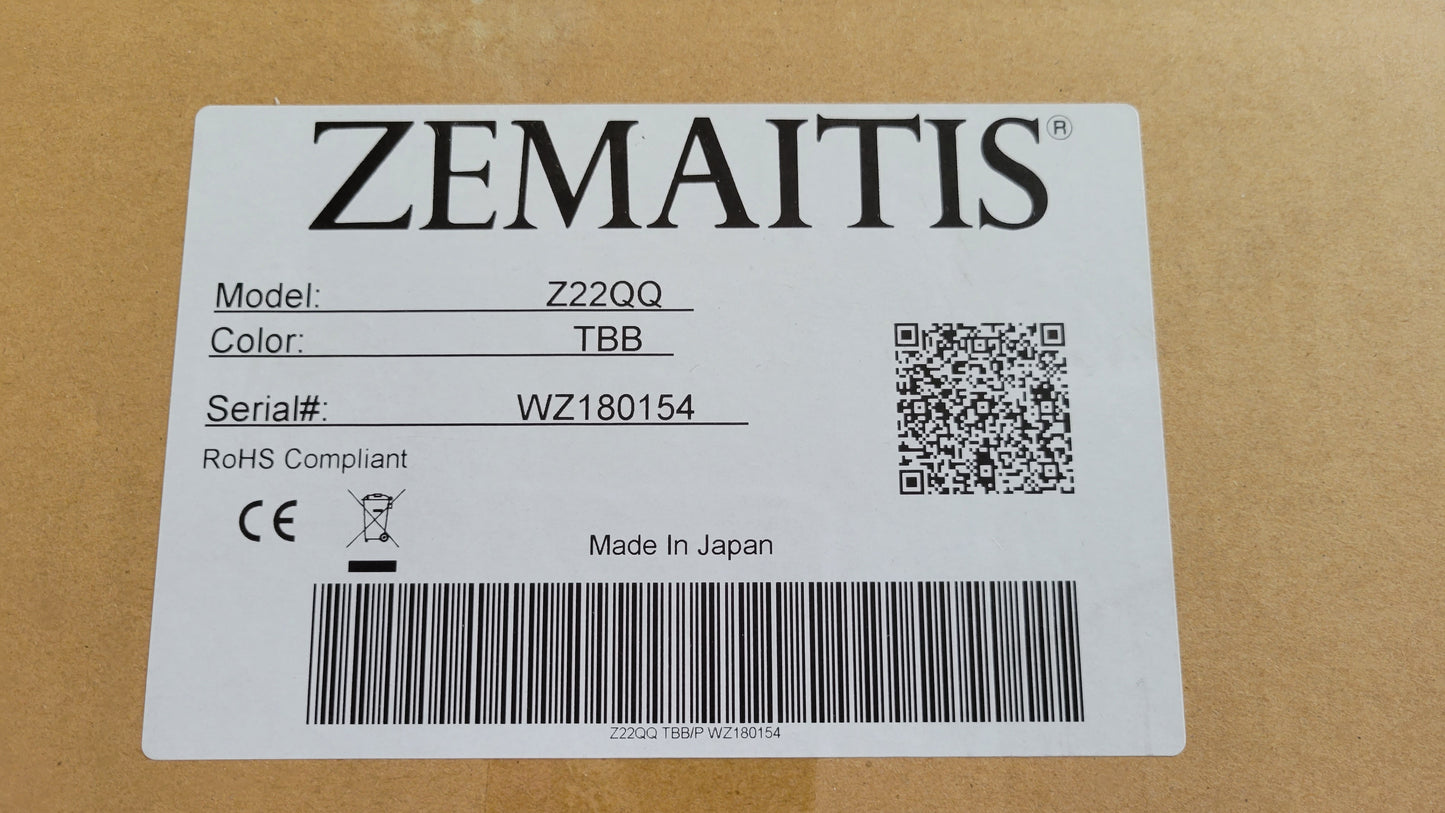 ZEMAITIS®
Model: Z22QQ
Color: TBB
Serial#: WZ180154
RoHS Compliant
CE
Made In Japan
Z22QQ TBB/P WZ180154